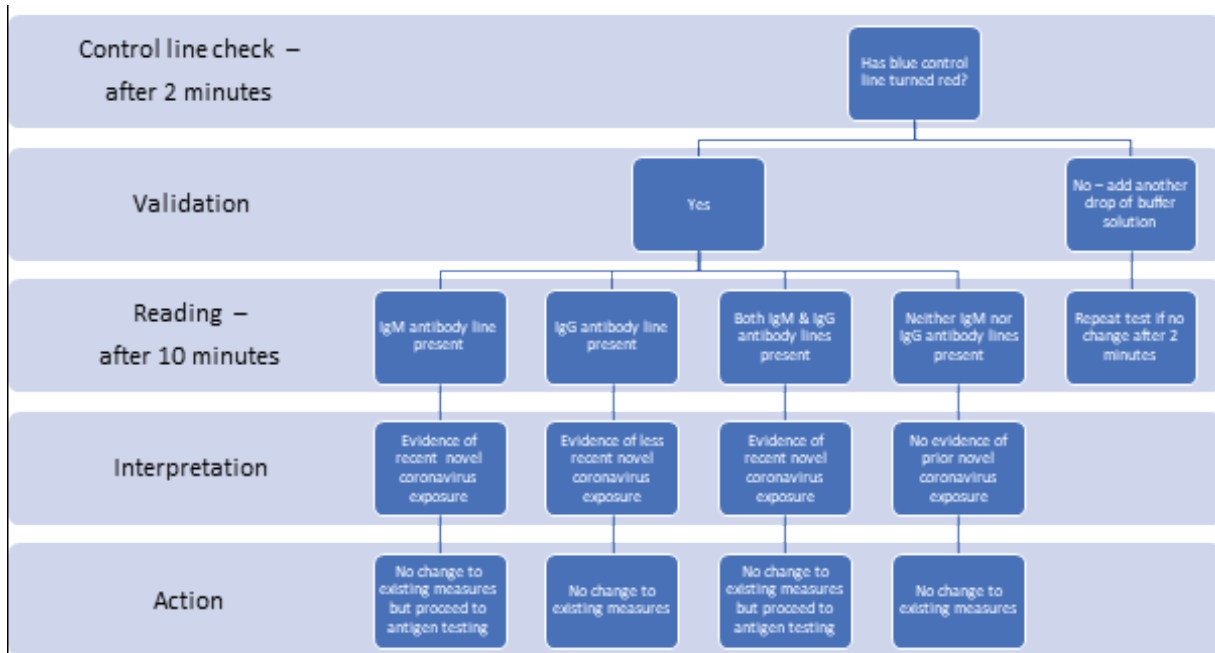 Control line check –
after 2 minutes
Has blue control
line turned red?
Validation
Yes
No – add another
drop of buffer
solution
Reading –
after 10 minutes
IgM antibody line
present
IgG antibody line
present
Both IgM & IgG
antibody lines
present
Neither IgM nor
IgG antibody lines
present
Repeat test if no
change after 2
minutes
Interpretation
Evidence of
recent novel
coronavirus
exposure
Evidence of less
recent novel
coronavirus
exposure
Evidence of
recent novel
coronavirus
exposure
No evidence of
prior novel
coronavirus
exposure
Action
No change to
existing measures
but proceed to
antigen testing
No change to
existing measures
No change to
existing measures
but proceed to
antigen testing
No change to
existing measures